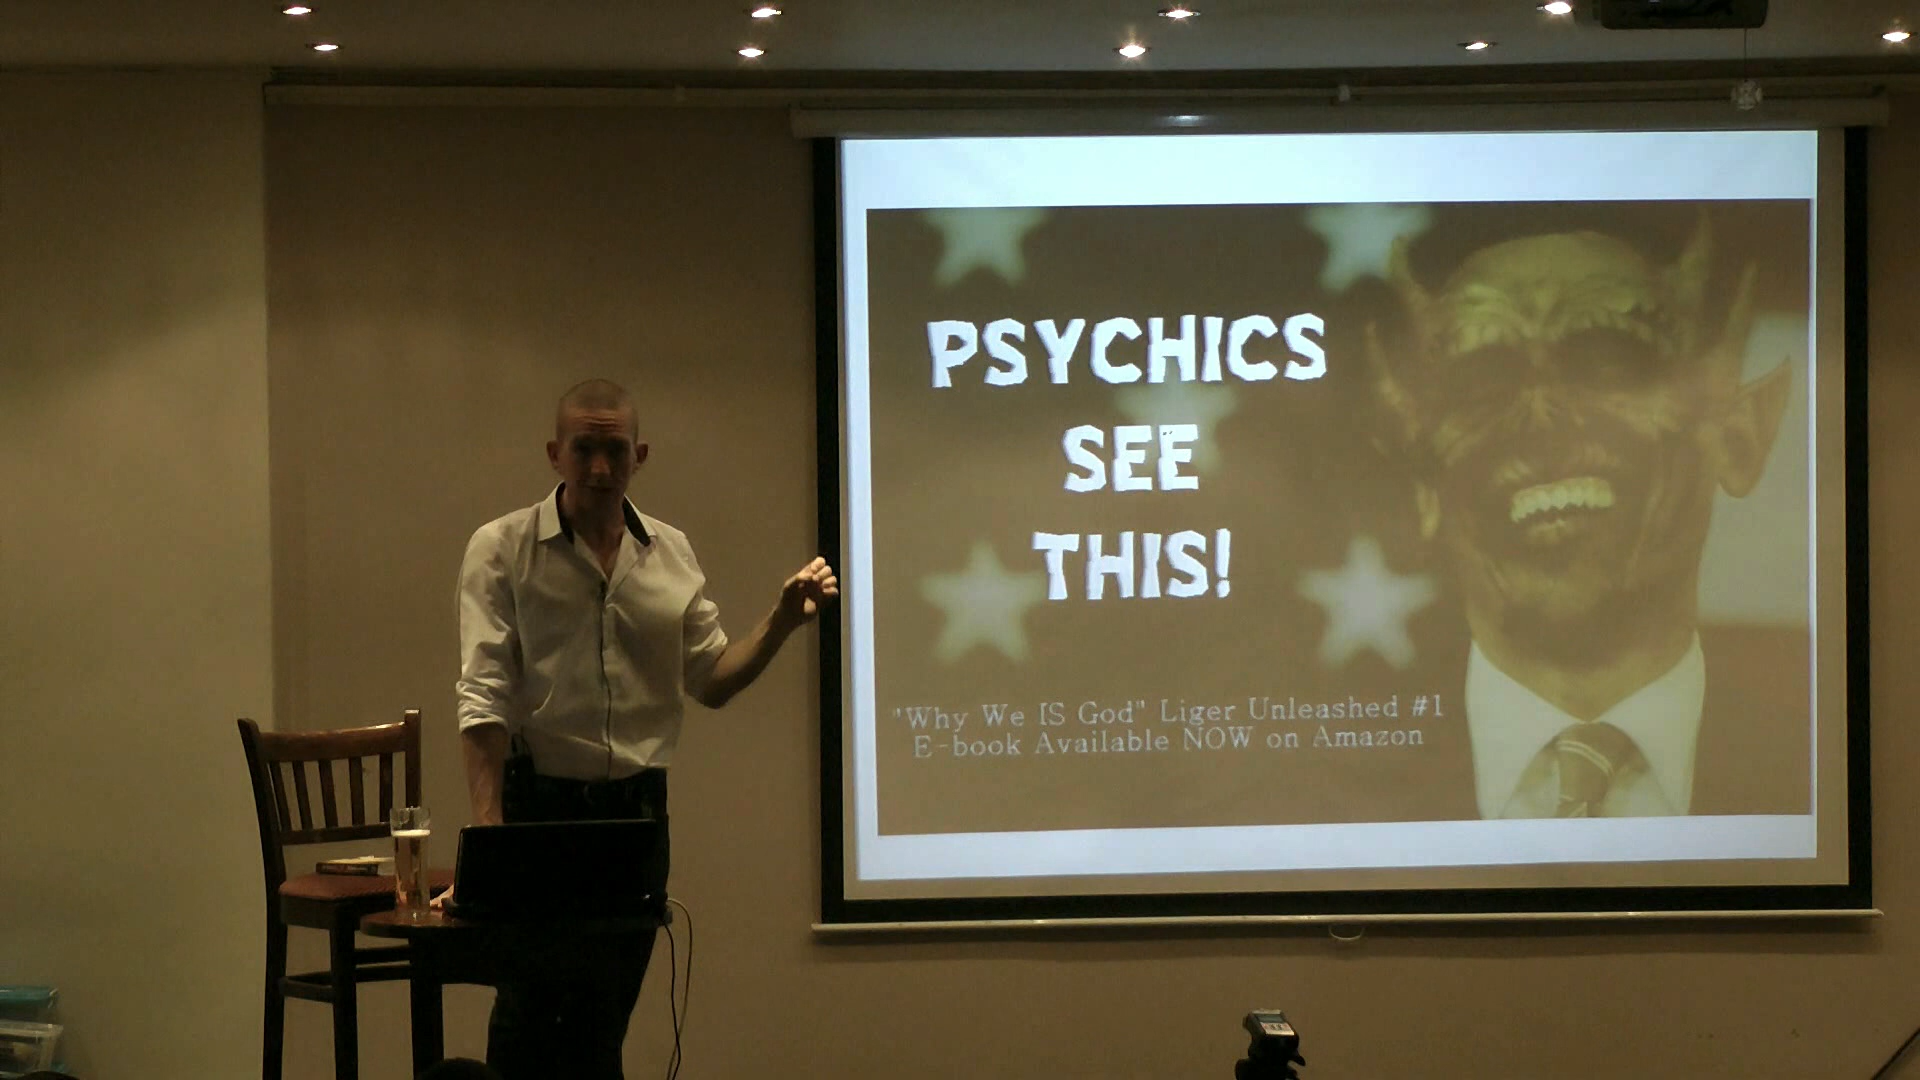 PSYCHICS
SEE
THIS!
"Why We IS God" Liger Unleashed #1
E-book Available NOW on Amazon